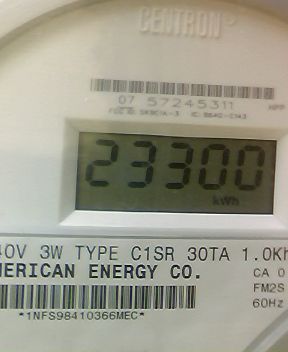 CENTRON®
07 57245311
23300
kWh
40V 3W TYPE C1SR 30TA 1.0Kh
MERICAN ENERGY CO.
CA 0
FM2S
60Hz
*1NFS98410366MEC*